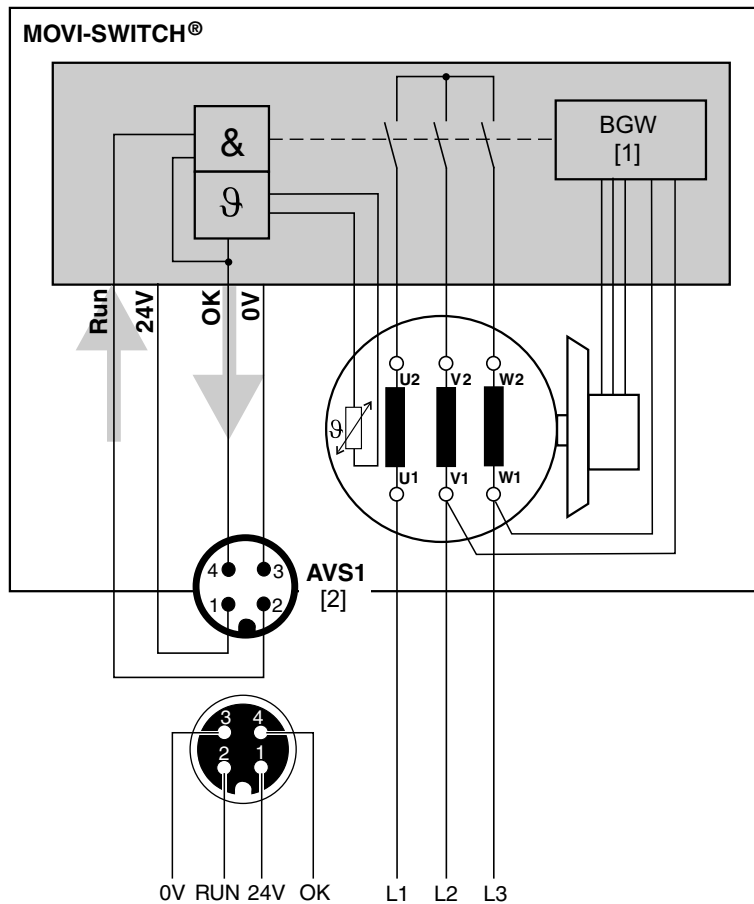 MOVI-SWITCH®
&
BGW
[1]
ϑ
Run
24V
OK
0V
U2 V2 W2
ϑ
U1 V1 W1
4 3
AVS1
1 2
[2]
3 4
2 1
0V RUN 24V OK L1 L2 L3